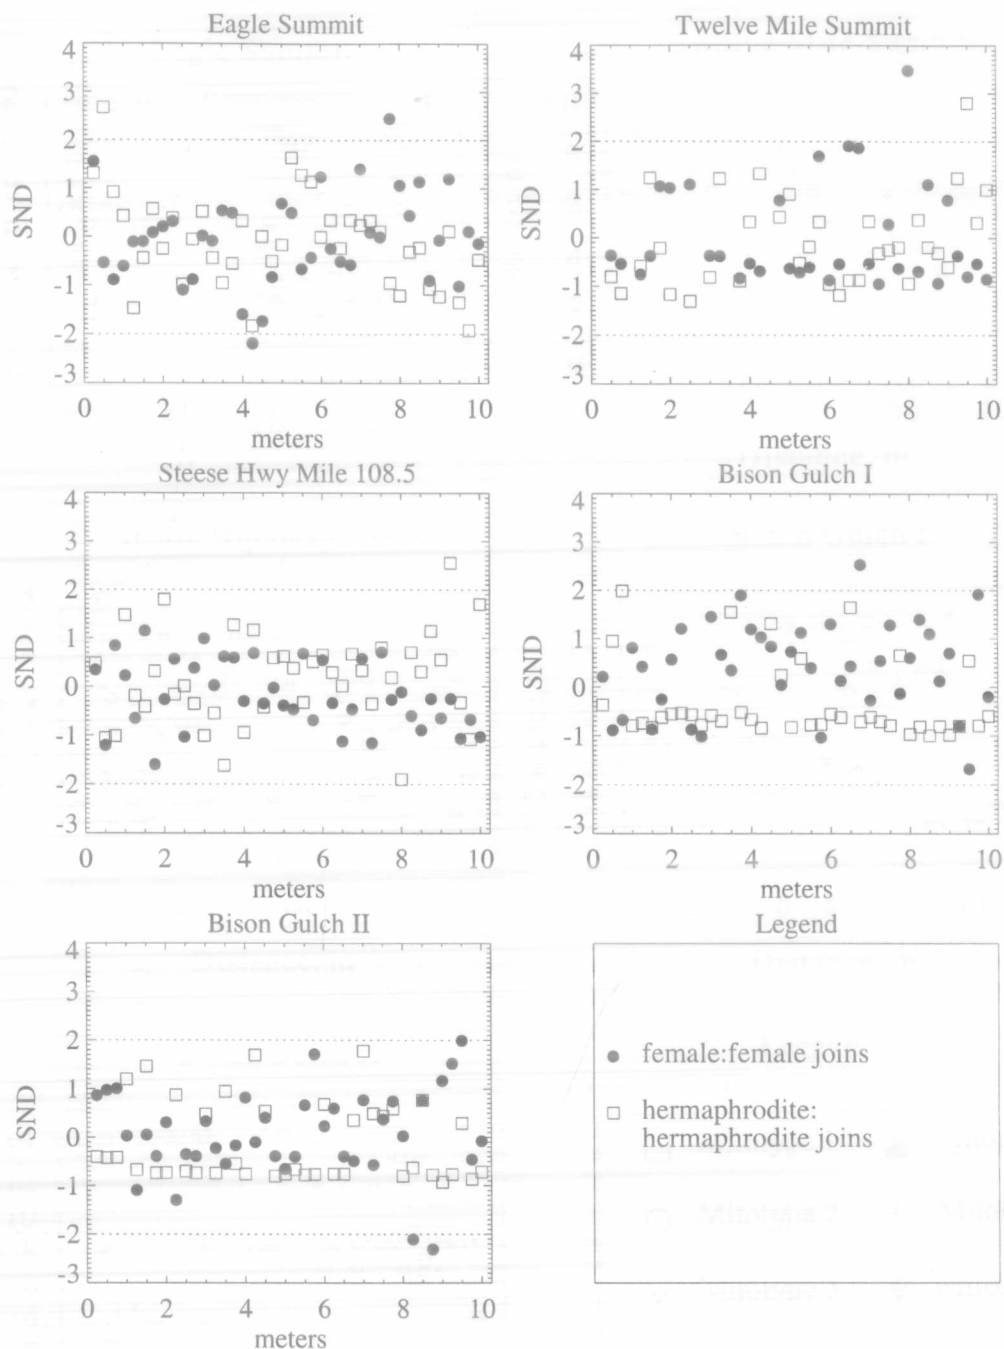 Eagle Summit
4
3
2
1
0
-1
-2
-3
SND
0 2 4 6 8 10
meters
Twelve Mile Summit
4
3
2
1
0
-1
-2
-3
SND
0 2 4 6 8 10
meters
Steese Hwy Mile 108.5
4
3
2
1
0
-1
-2
-3
SND
0 2 4 6 8 10
meters
Bison Gulch I
4
3
2
1
0
-1
-2
-3
SND
0 2 4 6 8 10
meters
Bison Gulch II
4
3
2
1
0
-1
-2
-3
SND
0 2 4 6 8 10
meters
Legend
female:female joins
hermaphrodite:
hermaphrodite joins